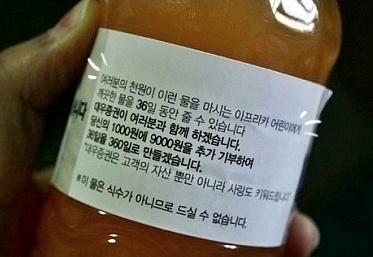 여러분의 천원이 이런 물을 마시는 아프리카 어린이에게
깨끗한 물을 36일 동안 줄 수 있습니다
대우증권이 여러분과 함께 하겠습니다.
당신의 1000원에 9000원을 추가 기부하여
36일을 360일로 만들겠습니다.
"대우증권은 고객의 자산 뿐만 아니라 사랑도 키워드립니다"
※이 물은 식수가 아니므로 드실 수 없습니다.